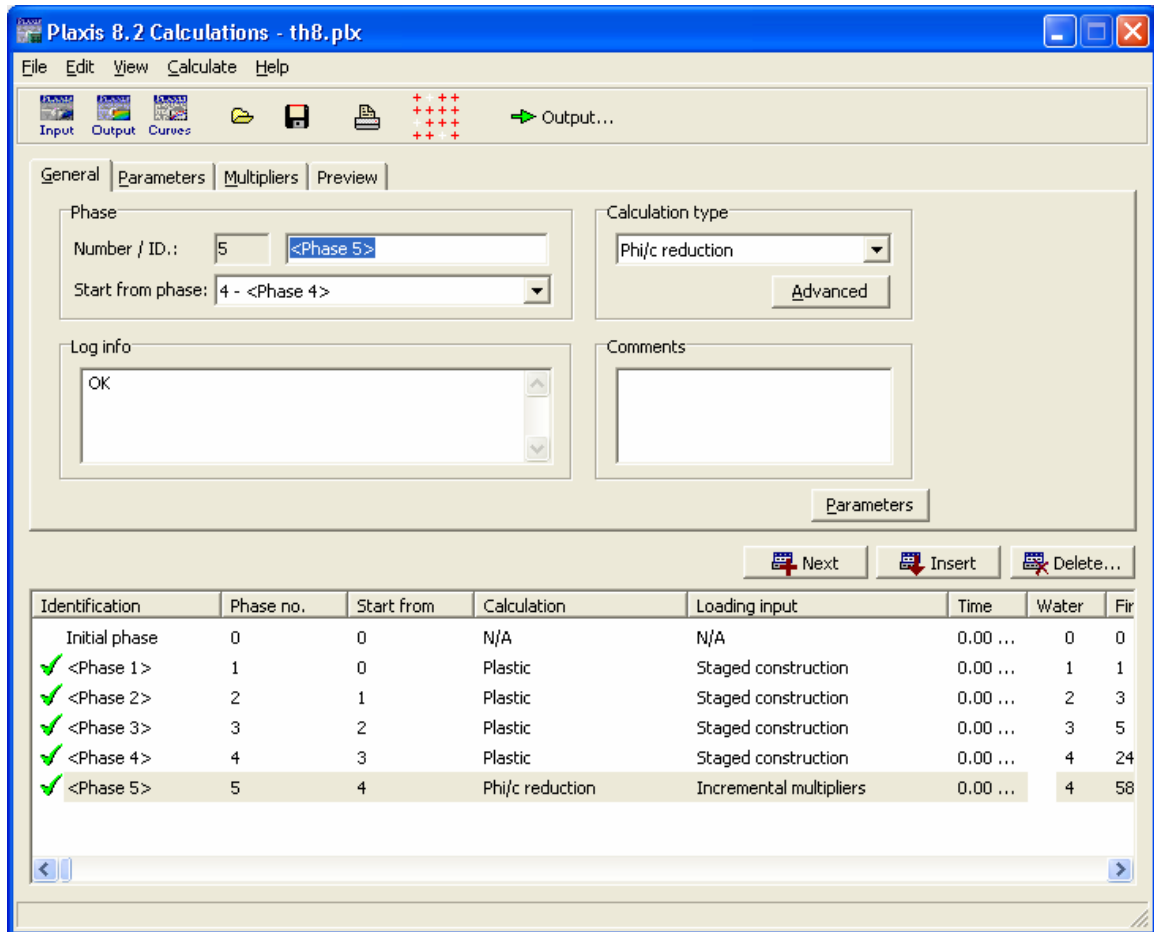 Plaxis 8.2 Calculations - th8.plx
File Edit View Calculate Help
Input Output Curves Output...
General Parameters Multipliers Preview
Phase
Number / ID.: 5 <Phase 5>
Start from phase: 4 - <Phase 4>
Calculation type
Phi/c reduction
Advanced
Log info
OK
Comments
Parameters
Next Insert Delete...
Identification Phase no. Start from Calculation Loading input Time Water Fir
Initial phase 0 0 N/A N/A 0.00 ... 0 0
<Phase 1> 1 0 Plastic Staged construction 0.00 ... 1 1
<Phase 2> 2 1 Plastic Staged construction 0.00 ... 2 3
<Phase 3> 3 2 Plastic Staged construction 0.00 ... 3 5
<Phase 4> 4 3 Plastic Staged construction 0.00 ... 4 24
<Phase 5> 5 4 Phi/c reduction Incremental multipliers 0.00 ... 4 58